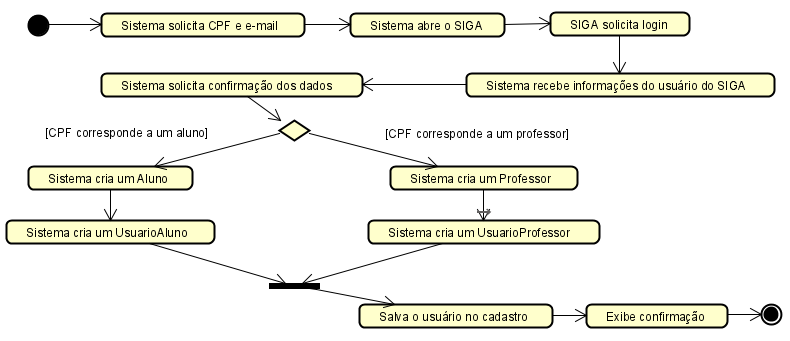 Sistema solicita CPF e e-mail
Sistema abre o SIGA
SIGA solicita login
Sistema solicita confirmação dos dados
Sistema recebe informações do usuário do SIGA
[CPF corresponde a um aluno]
[CPF corresponde a um professor]
Sistema cria um Aluno
Sistema cria um Professor
Sistema cria um UsuarioAluno
Sistema cria um UsuarioProfessor
Salva o usuário no cadastro
Exibe confirmação